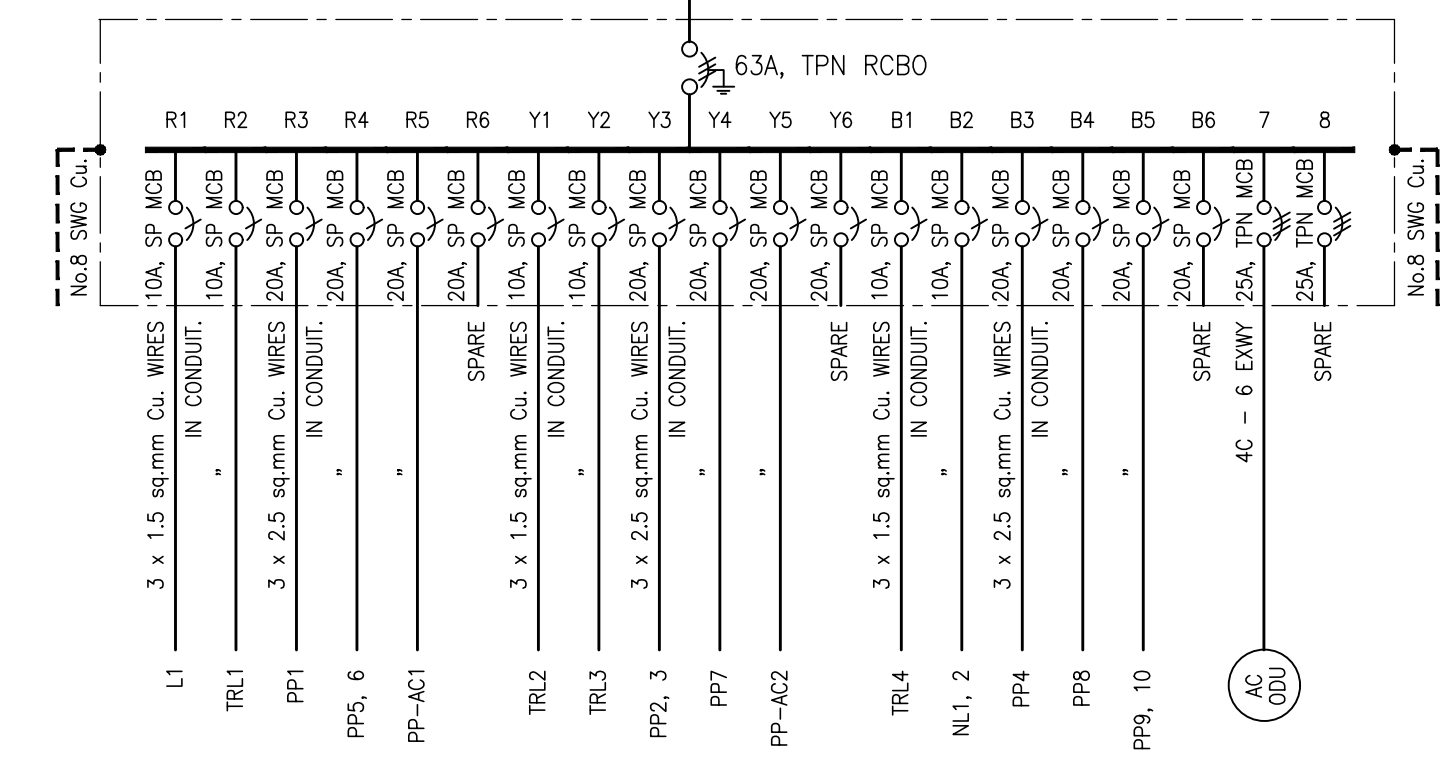 63A, TPN RCBO
R1 R2 R3 R4 R5 R6 Y1 Y2 Y3 Y4 Y5 Y6 B1 B2 B3 B4 B5 B6 7 8
No.8 SWG Cu.
10A, SP MCB
10A, SP MCB
20A, SP MCB
20A, SP MCB
20A, SP MCB
20A, SP MCB
10A, SP MCB
10A, SP MCB
20A, SP MCB
20A, SP MCB
20A, SP MCB
20A, SP MCB
10A, SP MCB
10A, SP MCB
20A, SP MCB
20A, SP MCB
20A, SP MCB
20A, SP MCB
25A, TPN MCB
25A, TPN MCB
No.8 SWG Cu.
3 x 1.5 sq.mm Cu. WIRES
IN CONDUIT.
"
3 x 2.5 sq.mm Cu. WIRES
IN CONDUIT.
"
"
SPARE
3 x 1.5 sq.mm Cu. WIRES
IN CONDUIT.
"
3 x 2.5 sq.mm Cu. WIRES
IN CONDUIT.
"
"
SPARE
3 x 1.5 sq.mm Cu. WIRES
IN CONDUIT.
"
3 x 2.5 sq.mm Cu. WIRES
IN CONDUIT.
"
"
SPARE
4C - 6 EXWY
SPARE
L1
TRL1
PP1
PP5, 6
PP-AC1
TRL2
TRL3
PP2, 3
PP7
PP-AC2
TRL4
NL1, 2
PP4
PP8
PP9, 10
AC
ODU